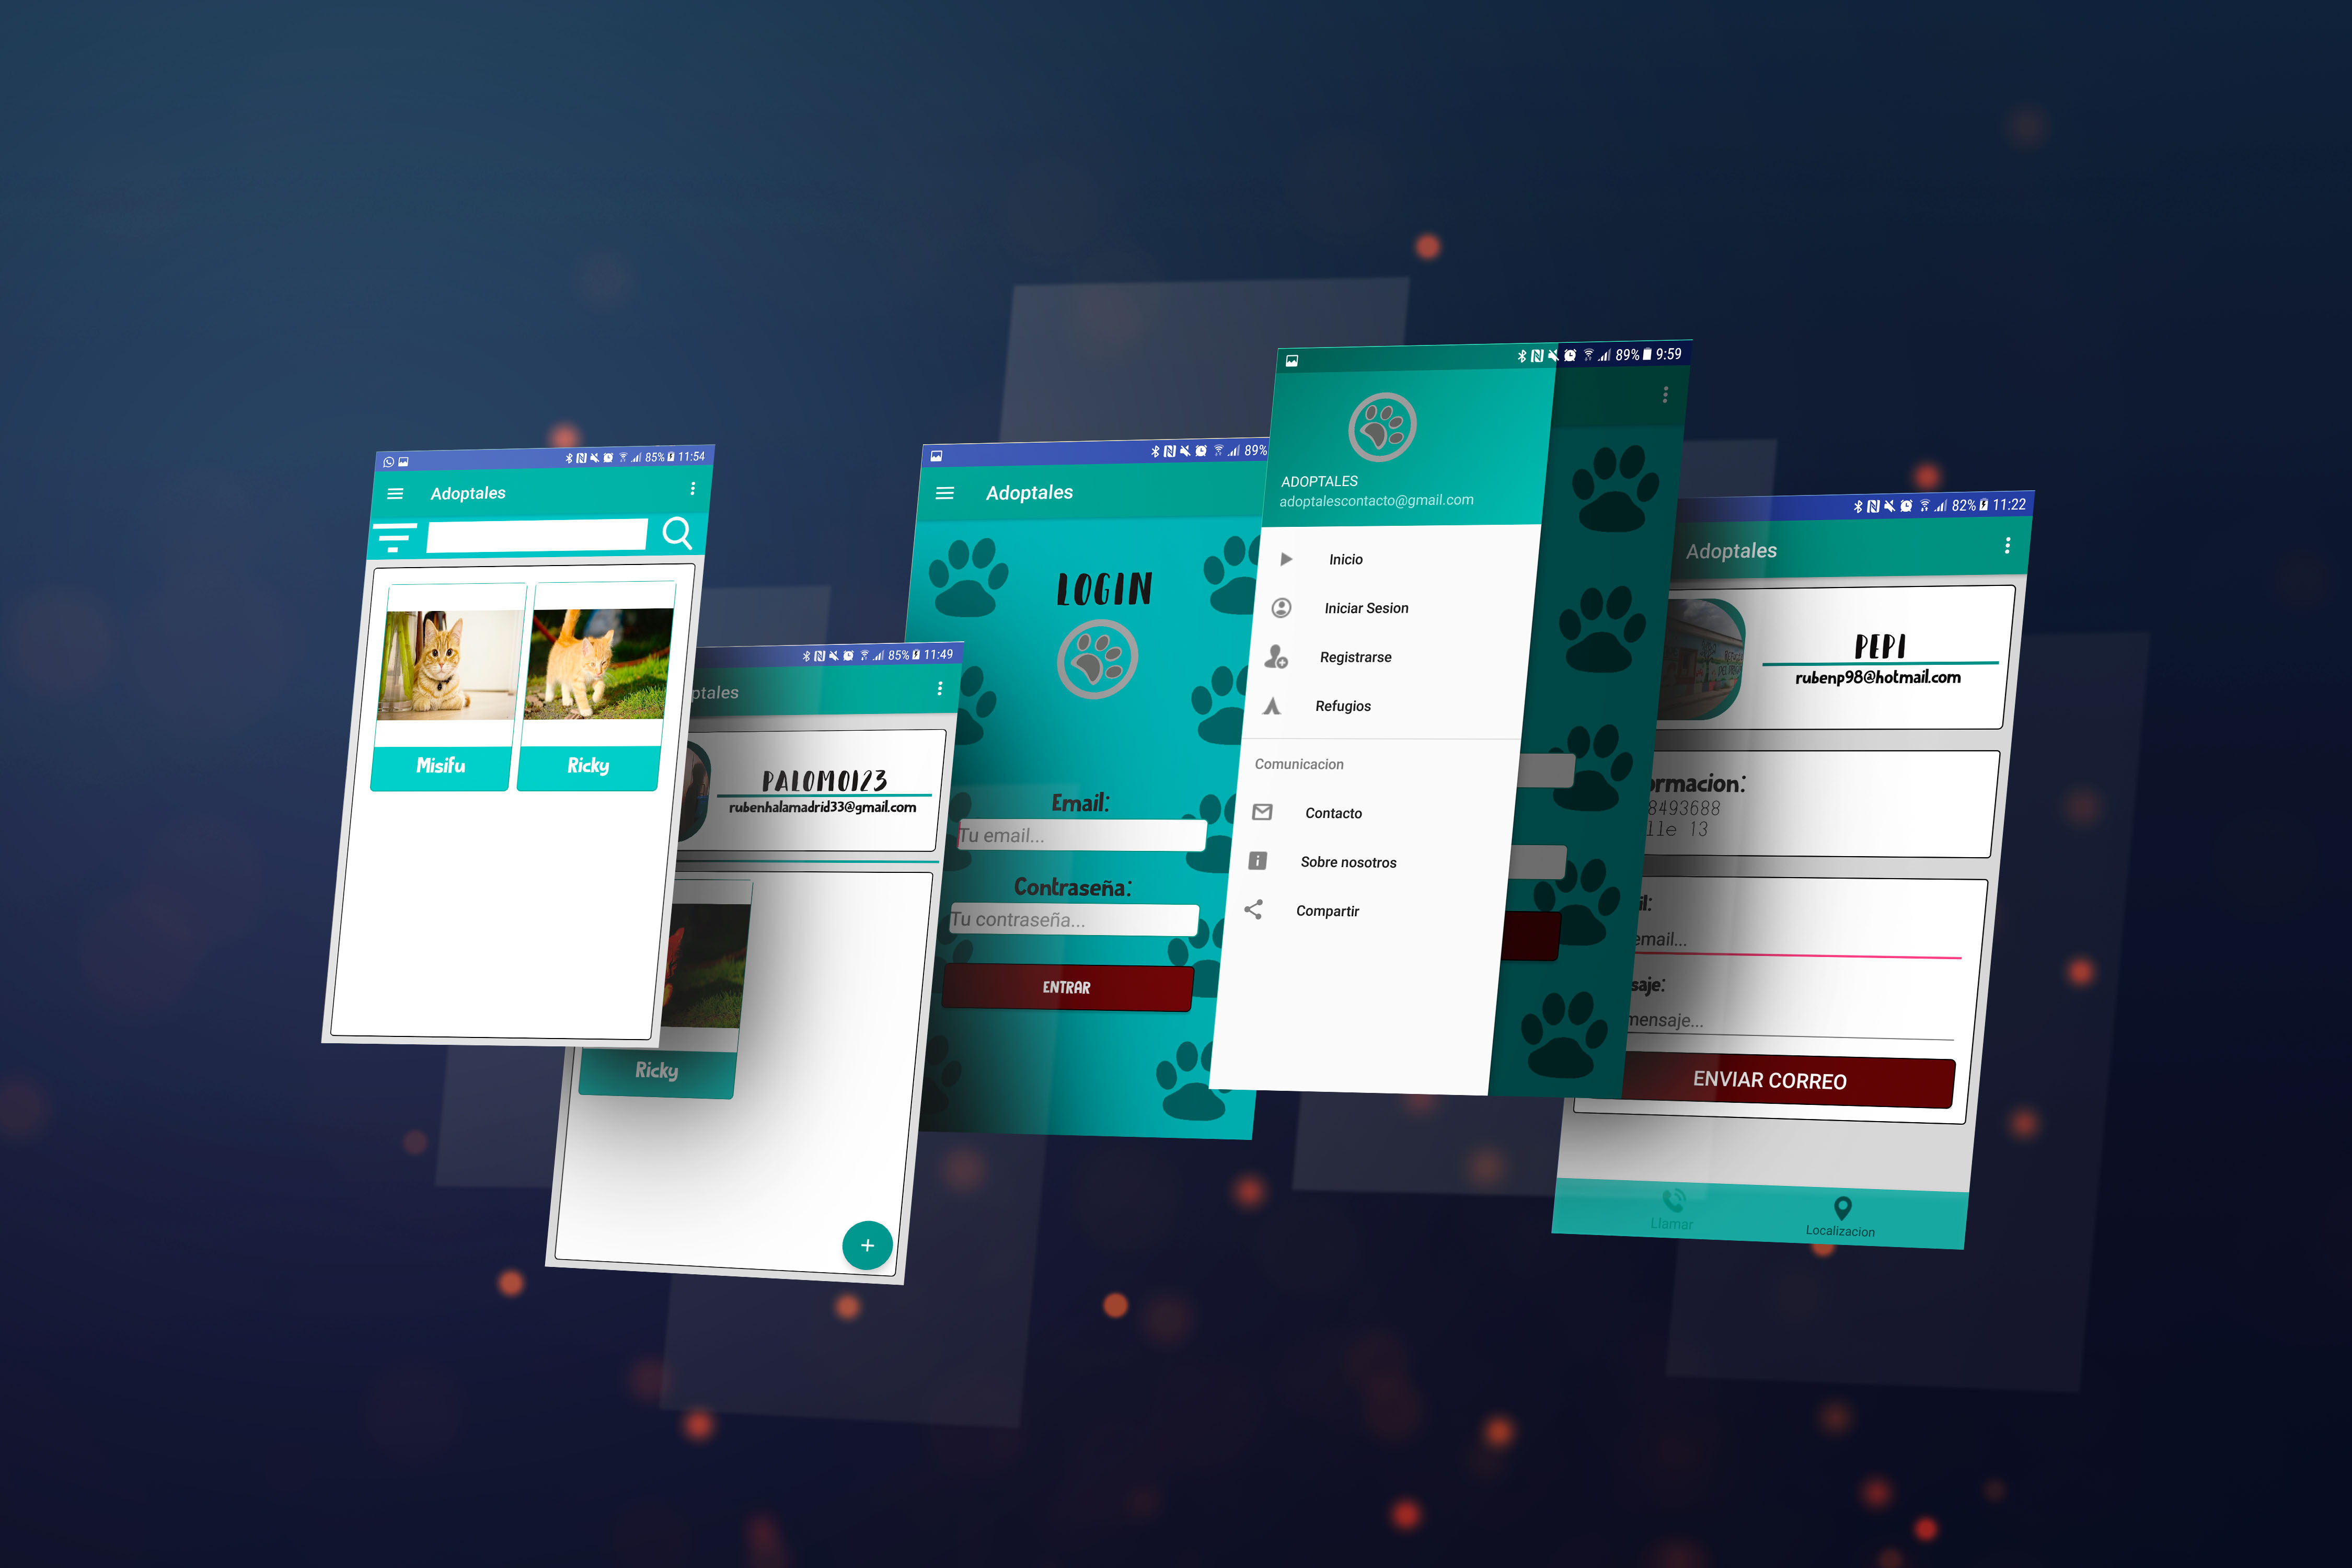 85% 11:54
Adoptales
Misifu
Ricky
85% 11:49
ptales
PALOMO123
rubenhalamadrid33@gmail.com
Ricky
+
89%
Adoptales
LOGIN
Email:
Tu email...
Contraseña:
Tu contraseña...
ENTRAR
89% 9:59
ADOPTALES
adoptalescontacto@gmail.com
Inicio
Iniciar Sesion
Registrarse
Refugios
Comunicacion
Contacto
Sobre nosotros
Compartir
82% 11:22
Adoptales
PEPI
rubenp98@hotmail.com
ormacion:
8493688
lle 13
il:
email...
saje:
mensaje...
ENVIAR CORREO
Llamar
Localizacion